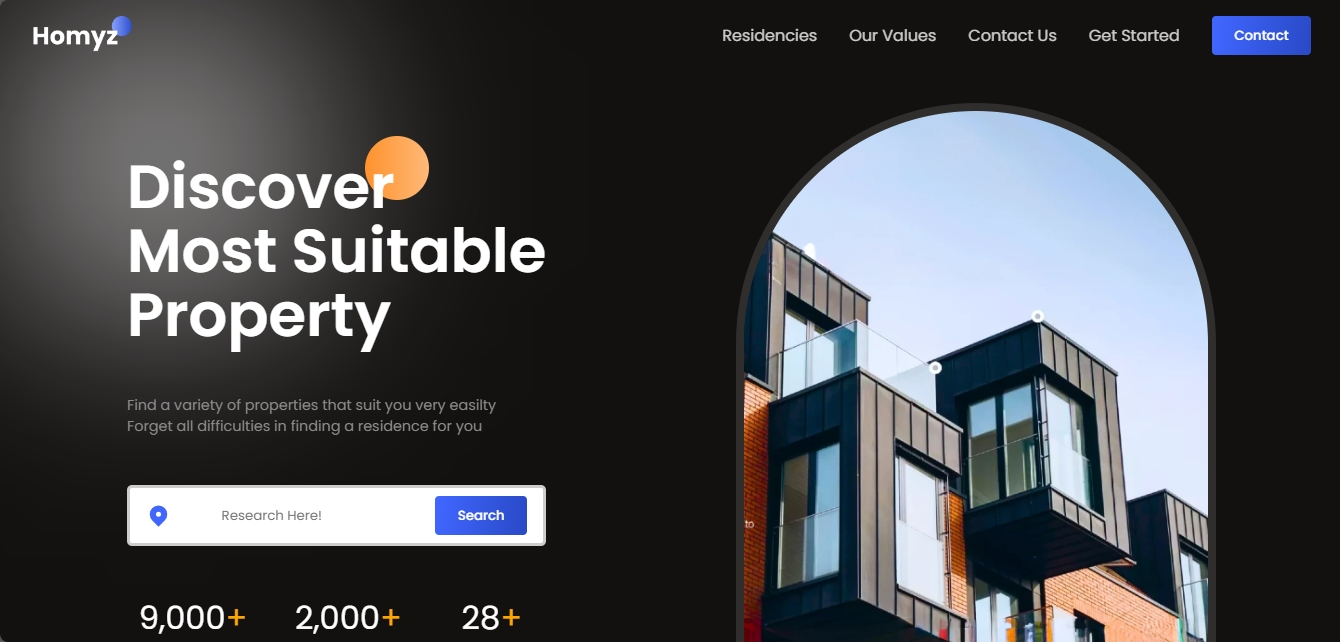 Homyz
Residencies
Our Values
Contact Us
Get Started
Contact
Discover
Most Suitable
Property
Find a variety of properties that suit you very easilty
Forget all difficulties in finding a residence for you
Research Here!
Search
9,000+
2,000+
28+
to